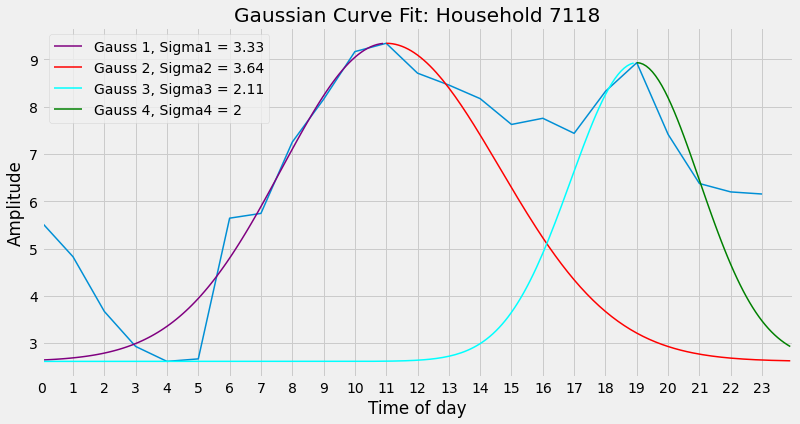 Gaussian Curve Fit: Household 7118
Gauss 1, Sigma1 = 3.33
Gauss 2, Sigma2 = 3.64
Gauss 3, Sigma3 = 2.11
Gauss 4, Sigma4 = 2
Amplitude
9
8
7
6
5
4
3
0 1 2 3 4 5 6 7 8 9 10 11 12 13 14 15 16 17 18 19 20 21 22 23
Time of day